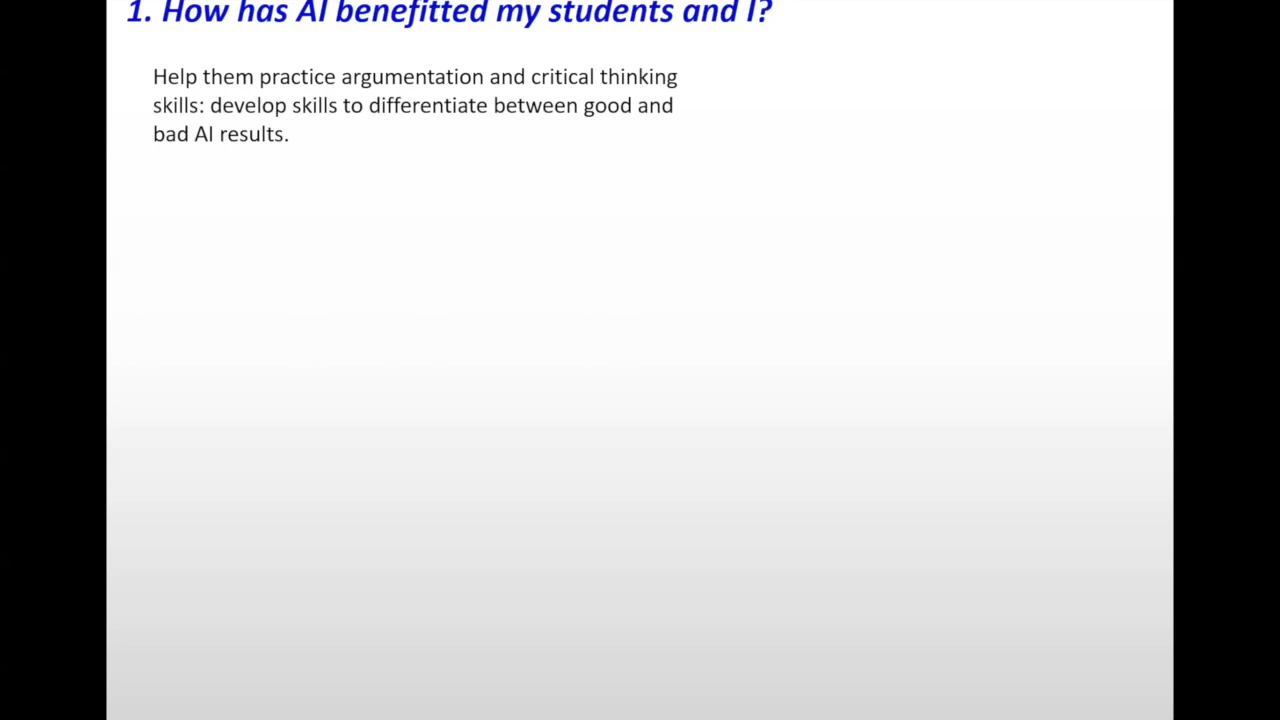 1. How has AI benefitted my students and I?
Help them practice argumentation and critical thinking
skills: develop skills to differentiate between good and
bad AI results.